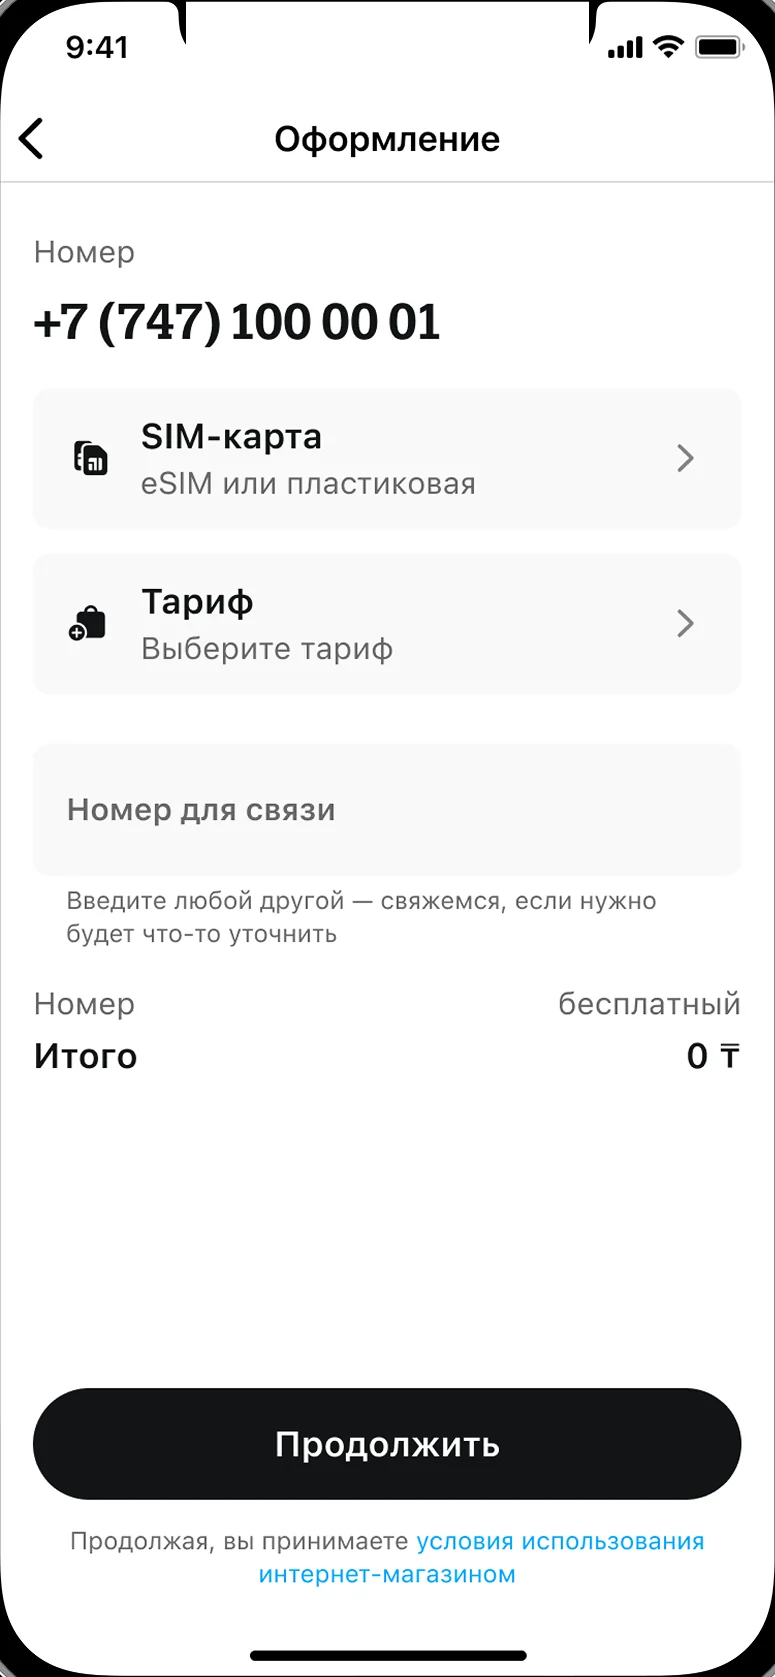 9:41
Оформление
Номер
+7 (747) 100 00 01
SIM-карта
eSIM или пластиковая
Тариф
Выберите тариф
Номер для связи
Введите любой другой — свяжемся, если нужно
будет что-то уточнить
Номер бесплатный
Итого 0 ₸
Продолжить
Продолжая, вы принимаете условия использования
интернет-магазином